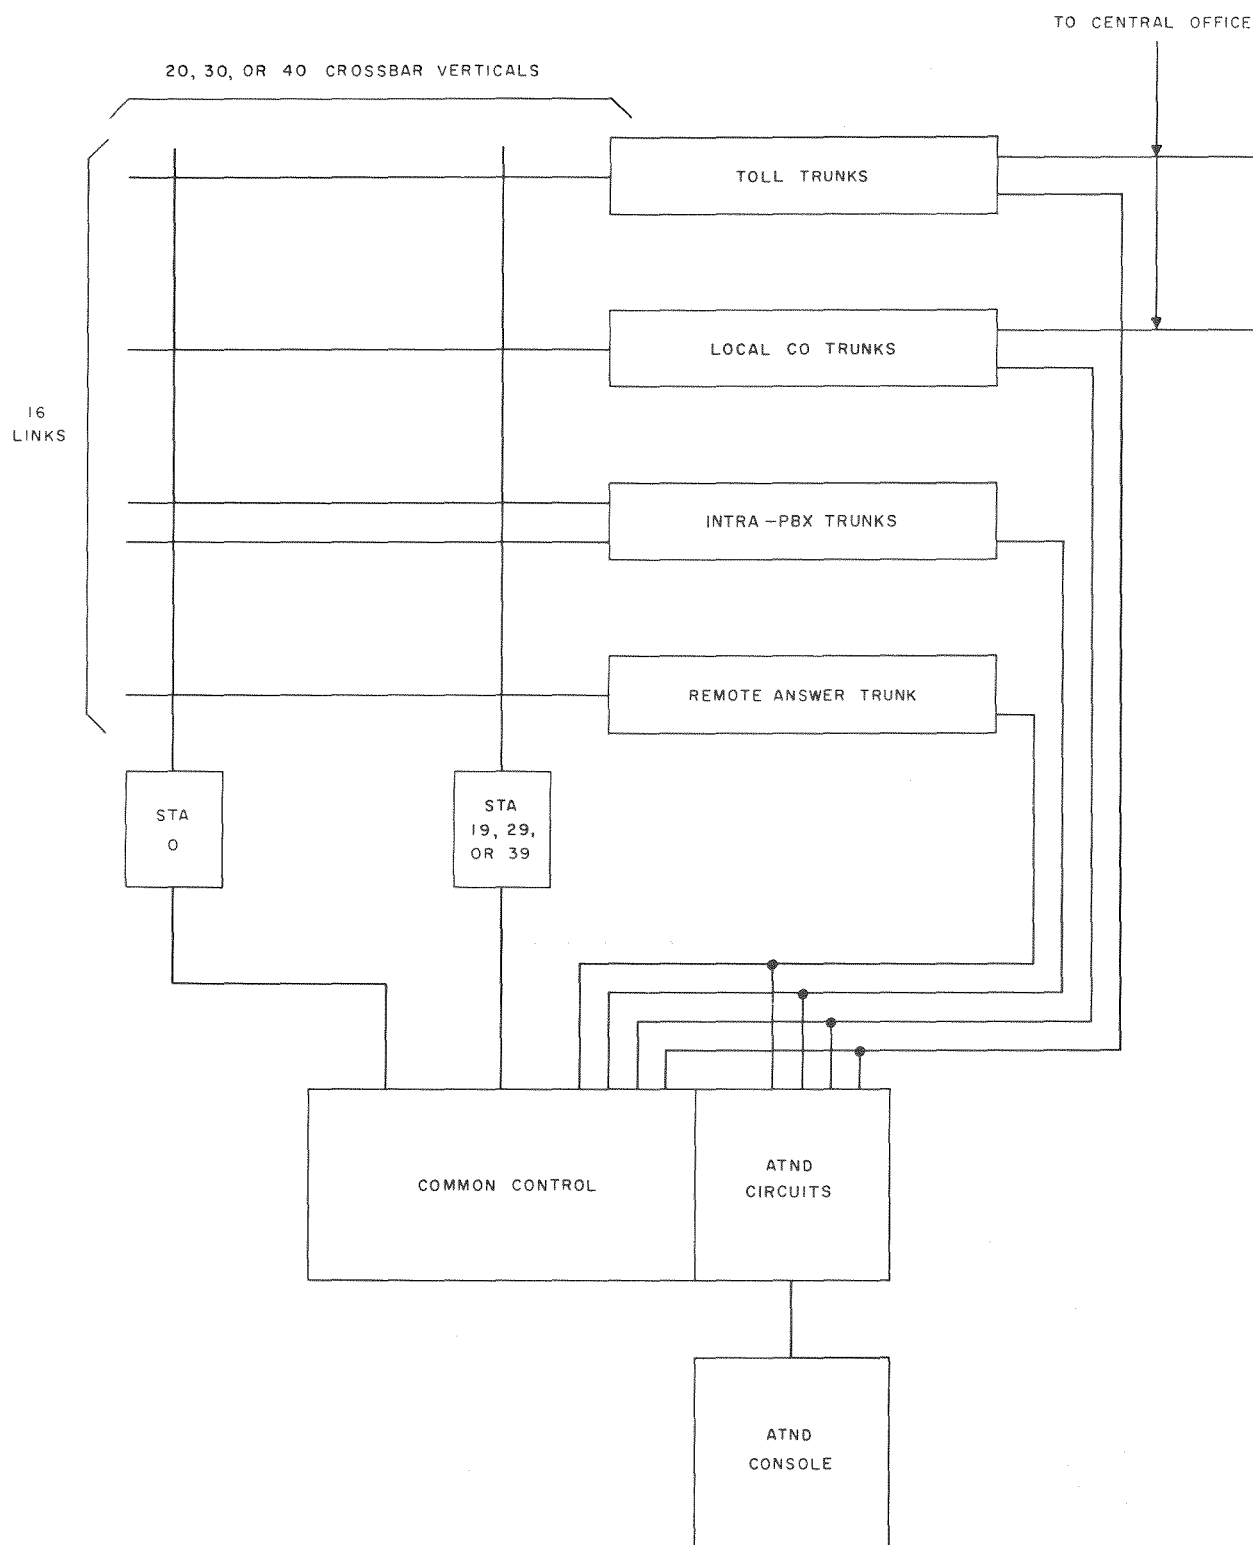 TO CENTRAL OFFICE
20, 30, OR 40 CROSSBAR VERTICALS
TOLL TRUNKS
LOCAL CO TRUNKS
16
LINKS
INTRA-PBX TRUNKS
REMOTE ANSWER TRUNK
STA
0
STA
19, 29,
OR 39
COMMON CONTROL
ATND
CIRCUITS
ATND
CONSOLE